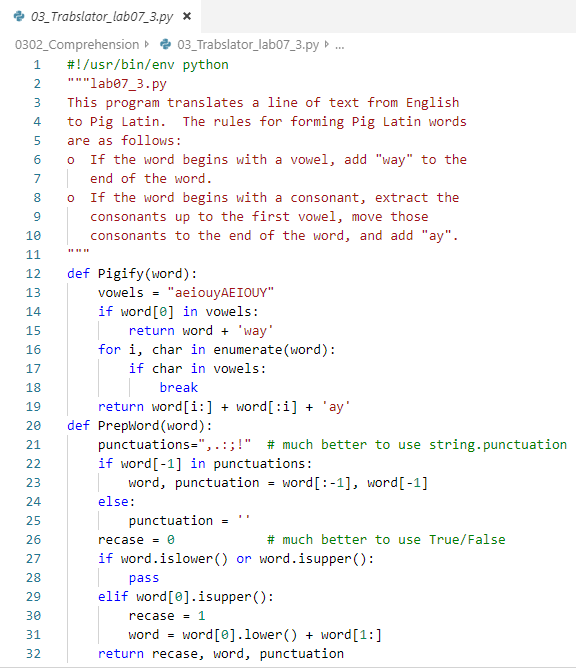 03_Trabslator_lab07_3.py
0302_Comprehension 03_Trabslator_lab07_3.py ...
1 #!/usr/bin/env python
2 """lab07_3.py
3 This program translates a line of text from English
4 to Pig Latin.  The rules for forming Pig Latin words
5 are as follows:
6 o  If the word begins with a vowel, add "way" to the
7    end of the word.
8 o  If the word begins with a consonant, extract the
9    consonants up to the first vowel, move those
10    consonants to the end of the word, and add "ay".
11 """
12 def Pigify(word):
13     vowels = "aeiouyAEIOUY"
14     if word[0] in vowels:
15         return word + 'way'
16     for i, char in enumerate(word):
17         if char in vowels:
18             break
19     return word[i:] + word[:i] + 'ay'
20 def PrepWord(word):
21     punctuations=",.:;!"  # much better to use string.punctuation
22     if word[-1] in punctuations:
23         word, punctuation = word[:-1], word[-1]
24     else:
25         punctuation = ''
26     recase = 0            # much better to use True/False
27     if word.islower() or word.isupper():
28         pass
29     elif word[0].isupper():
30         recase = 1
31         word = word[0].lower() + word[1:]
32     return recase, word, punctuation